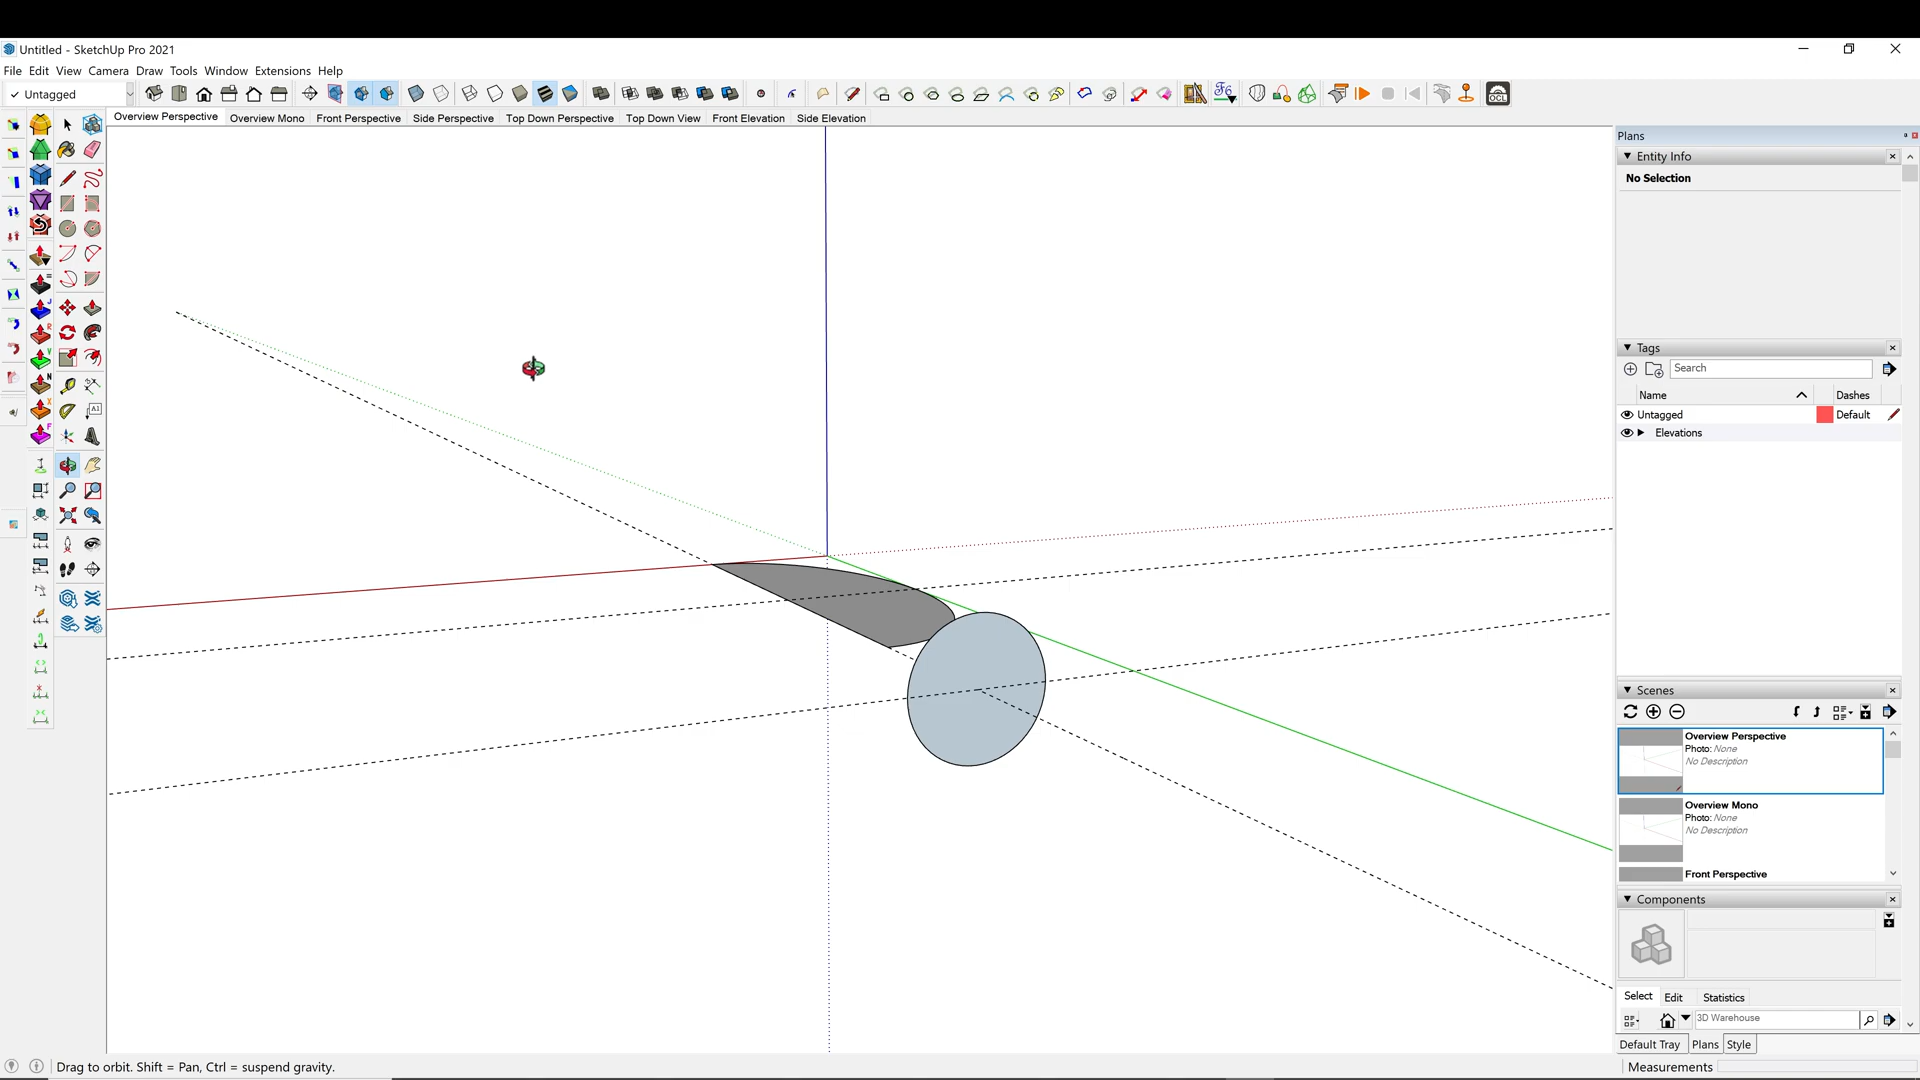 Untitled - SketchUp Pro 2021
File Edit View Camera Draw Tools Window Extensions Help
✓ Untagged
OCL
Overview Perspective Overview Mono Front Perspective Side Perspective Top Down Perspective Top Down View Front Elevation Side Elevation
Plans
Entity Info
No Selection
Tags
Search
Name Dashes
Untagged Default
Elevations
Scenes
Overview Perspective
Photo: None
No Description
Overview Mono
Photo: None
No Description
Front Perspective
Components
Select Edit Statistics
3D Warehouse
Default Tray Plans Style
Drag to orbit. Shift = Pan, Ctrl = suspend gravity.
Measurements